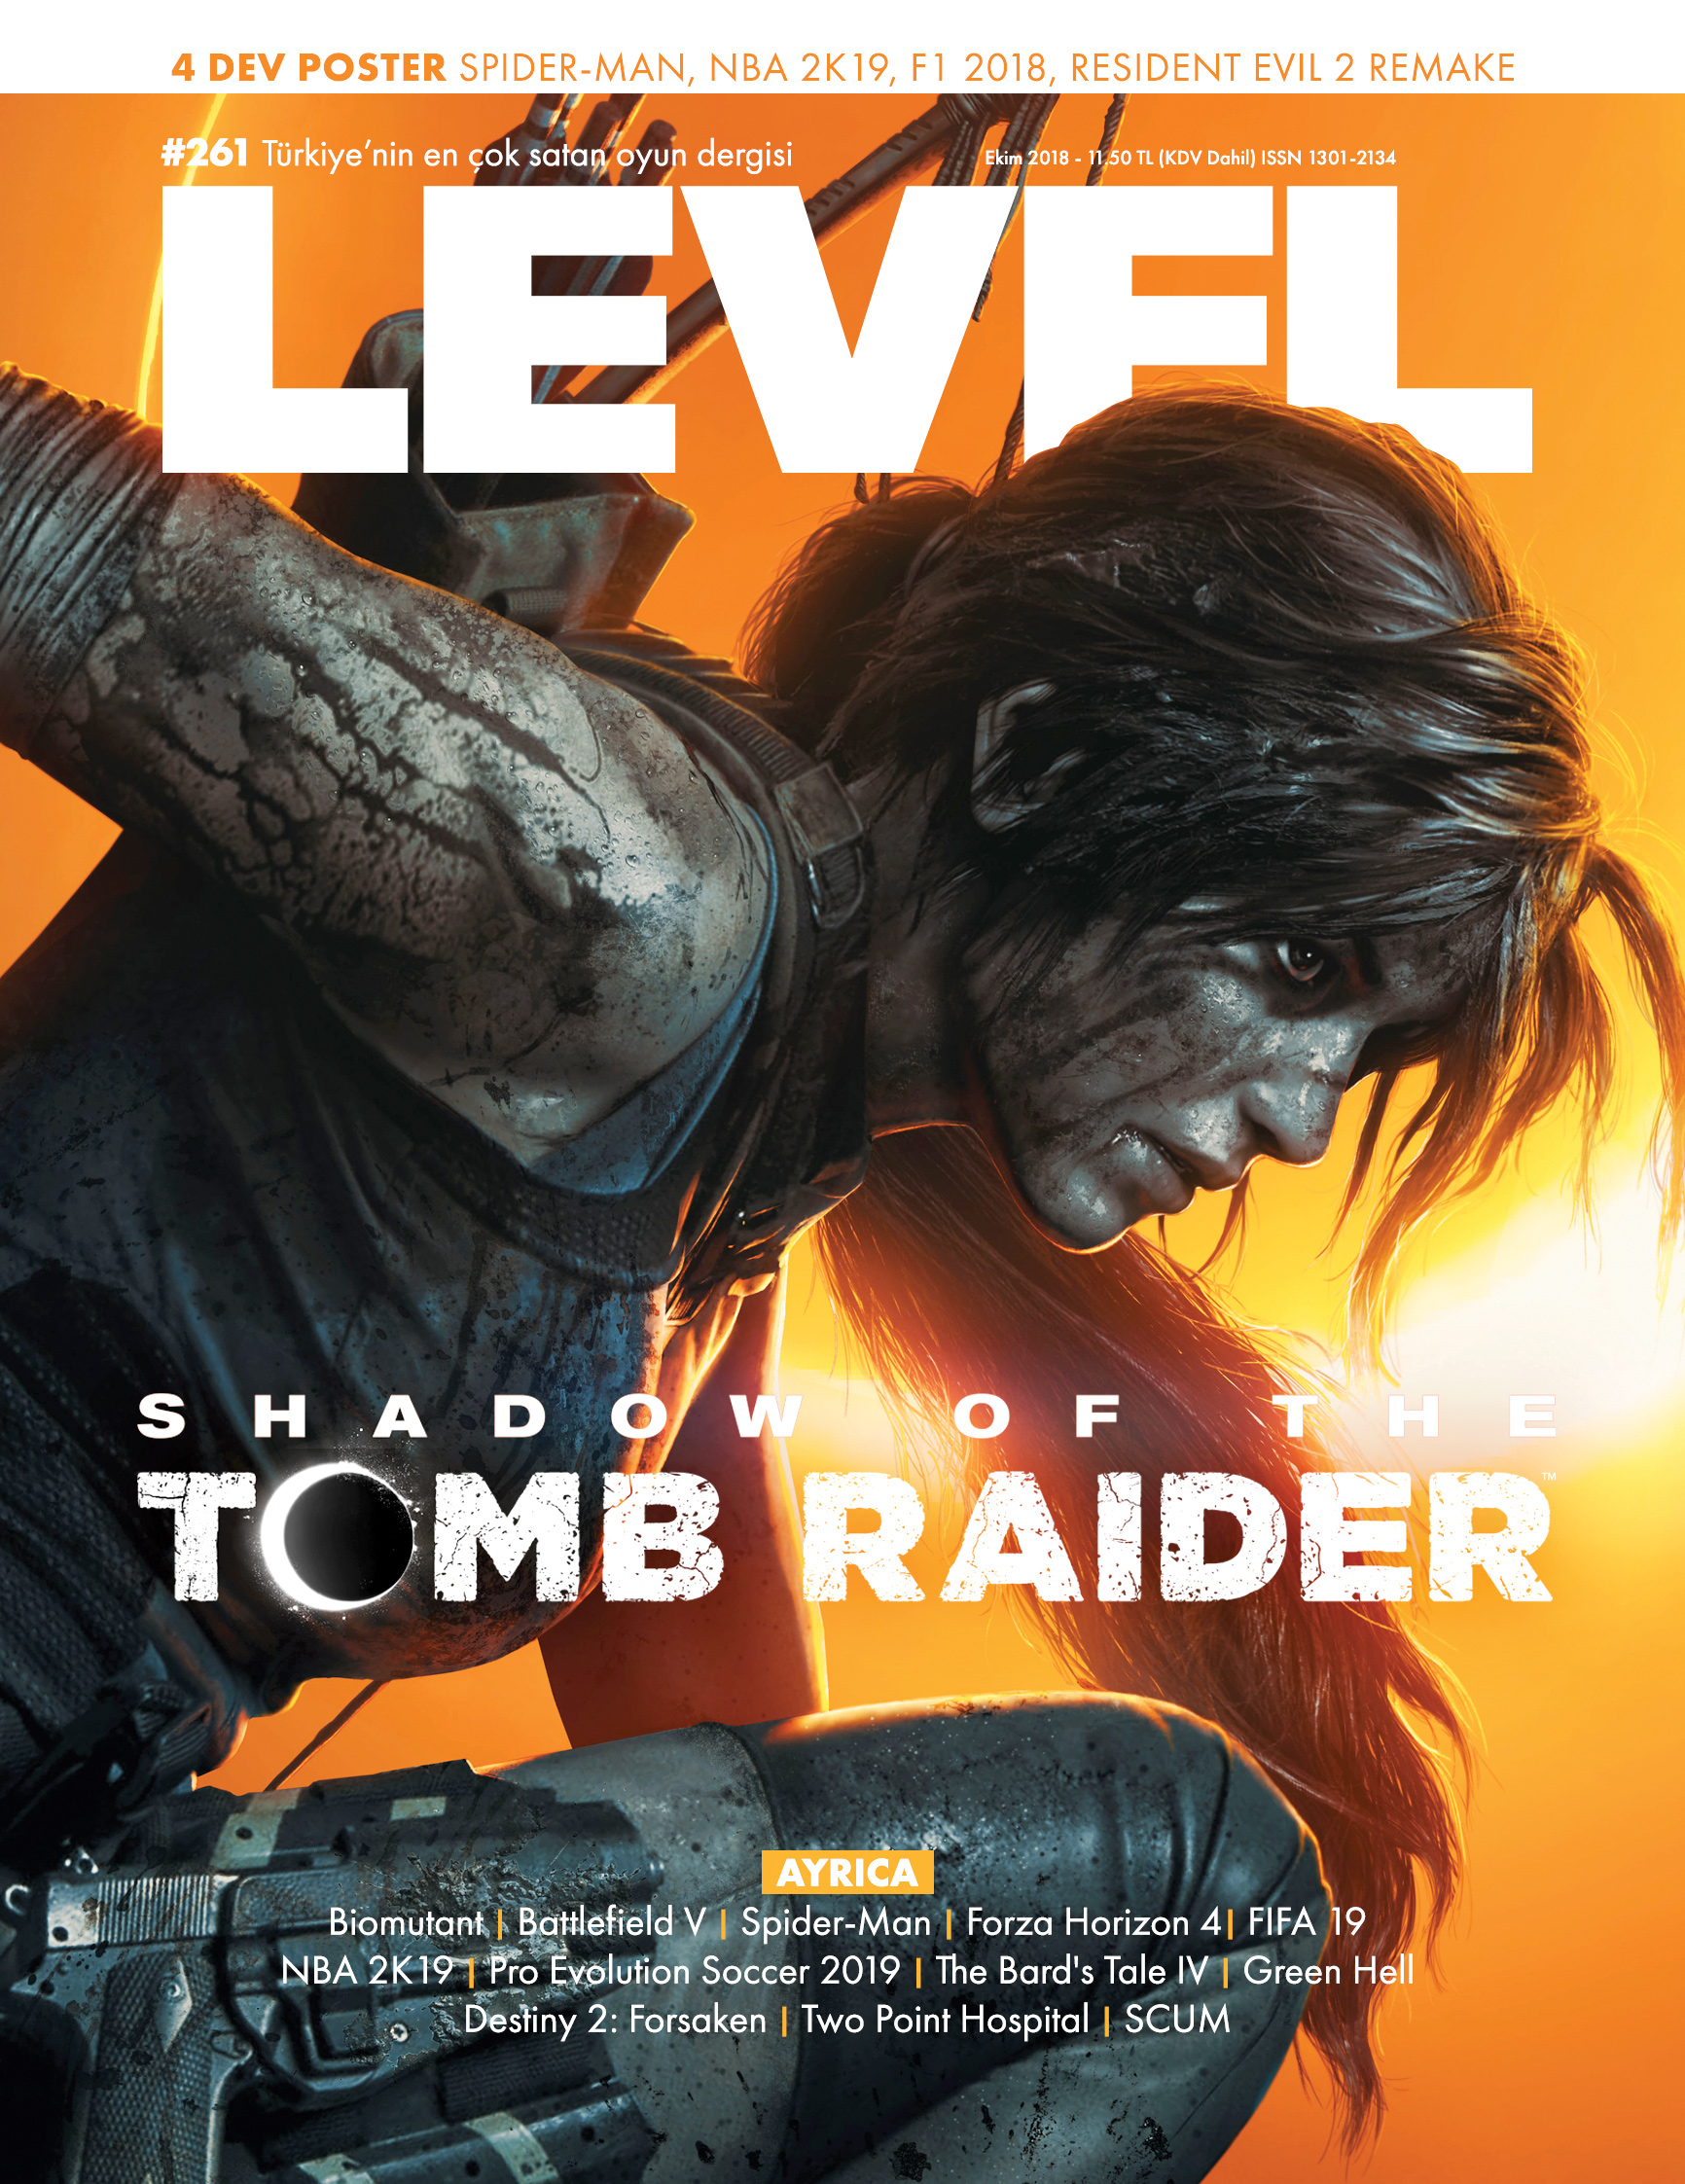 4 DEV POSTER SPIDER-MAN, NBA 2K19, F1 2018, RESIDENT EVIL 2 REMAKE
#261 Türkiye'nin en çok satan oyun dergisi
Ekim 2018 - 11.50 TL (KDV Dahil) ISSN 1301-2134
LEVEL
SHADOW OF THE
TOMB RAIDER™
AYRICA
Biomutant | Battlefield V | Spider-Man | Forza Horizon 4 | FIFA 19
NBA 2K19 | Pro Evolution Soccer 2019 | The Bard's Tale IV | Green Hell
Destiny 2: Forsaken | Two Point Hospital | SCUM